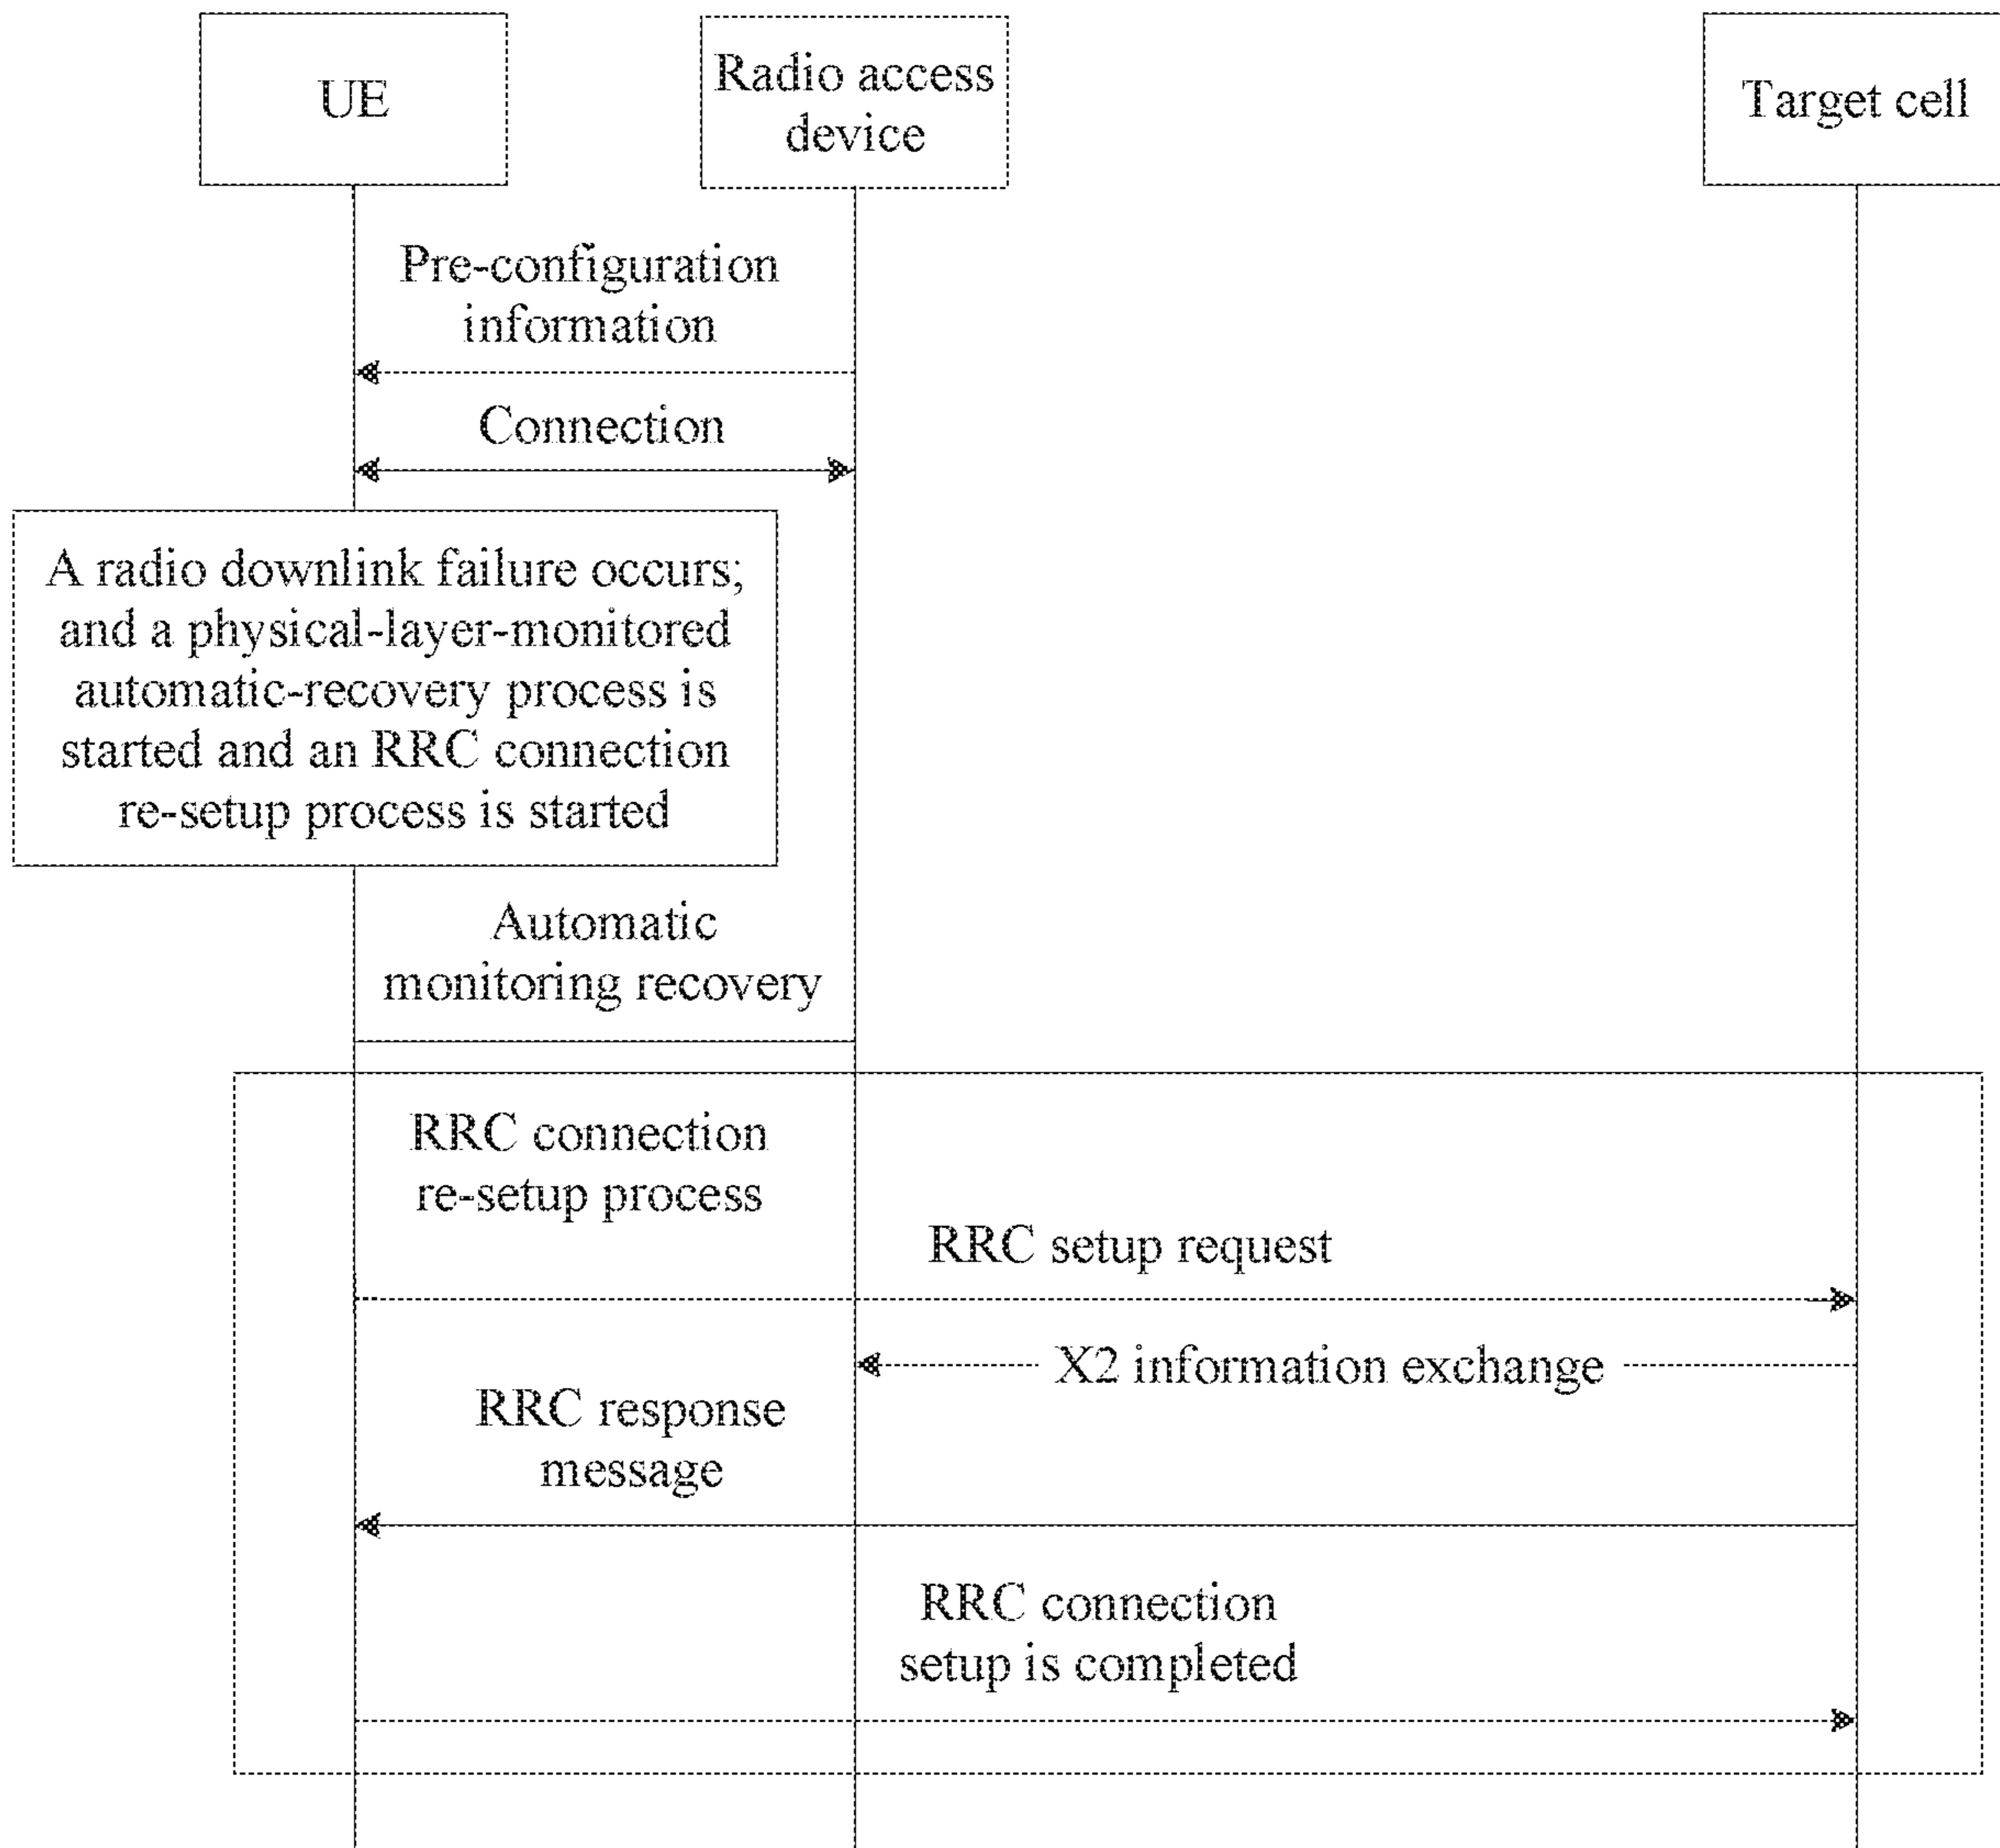 UE
Radio access
device
Target cell
Pre-configuration
information
Connection
A radio downlink failure occurs;
and a physical-layer-monitored
automatic-recovery process is
started and an RRC connection
re-setup process is started
Automatic
monitoring recovery
RRC connection
re-setup process
RRC setup request
X2 information exchange
RRC response
message
RRC connection
setup is completed